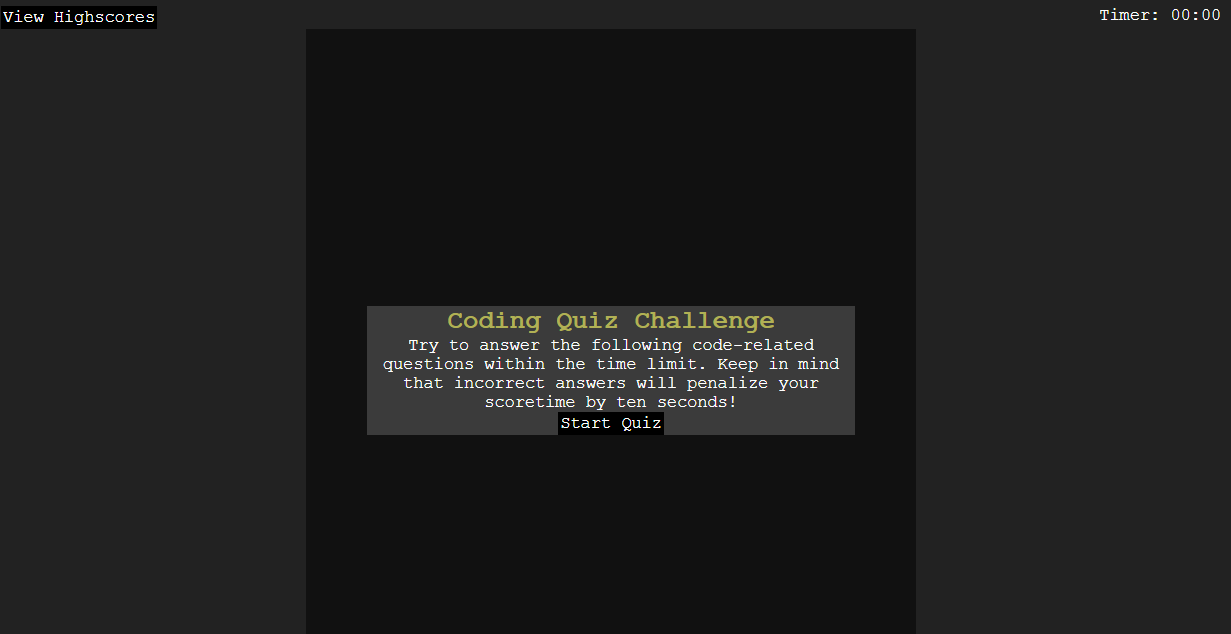 View Highscores
Timer: 00:00
Coding Quiz Challenge
Try to answer the following code-related
questions within the time limit. Keep in mind
that incorrect answers will penalize your
scoretime by ten seconds!
Start Quiz